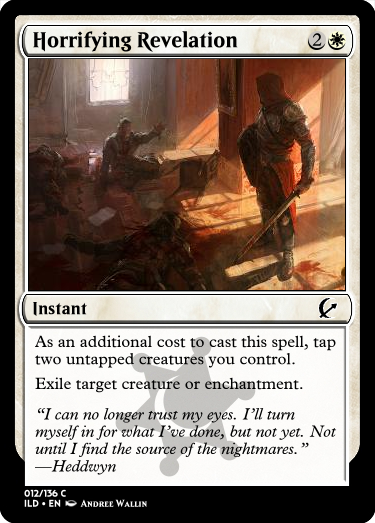 Horrifying Revelation 2
Instant
As an additional cost to cast this spell, tap
two untapped creatures you control.
Exile target creature or enchantment.
“I can no longer trust my eyes. I’ll turn
myself in for what I’ve done, but not yet. Not
until I find the source of the nightmares.”
—Heddwyn
012/136 C
ILD • EN Andree Wallin